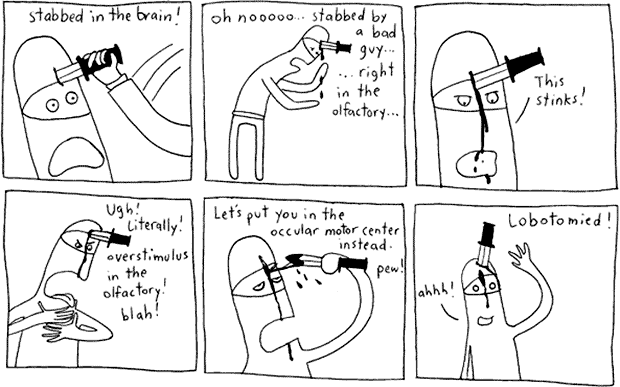 stabbed in the brain!
oh nooooo... stabbed by
a bad
guy...
... right
in the
olfactory...
This
stinks!
Ugh!
Literally!
overstimulus
in the
olfactory!
blah!
Let's put you in the
occular motor center
instead.
pew!
Lobotomied!
ahhh!